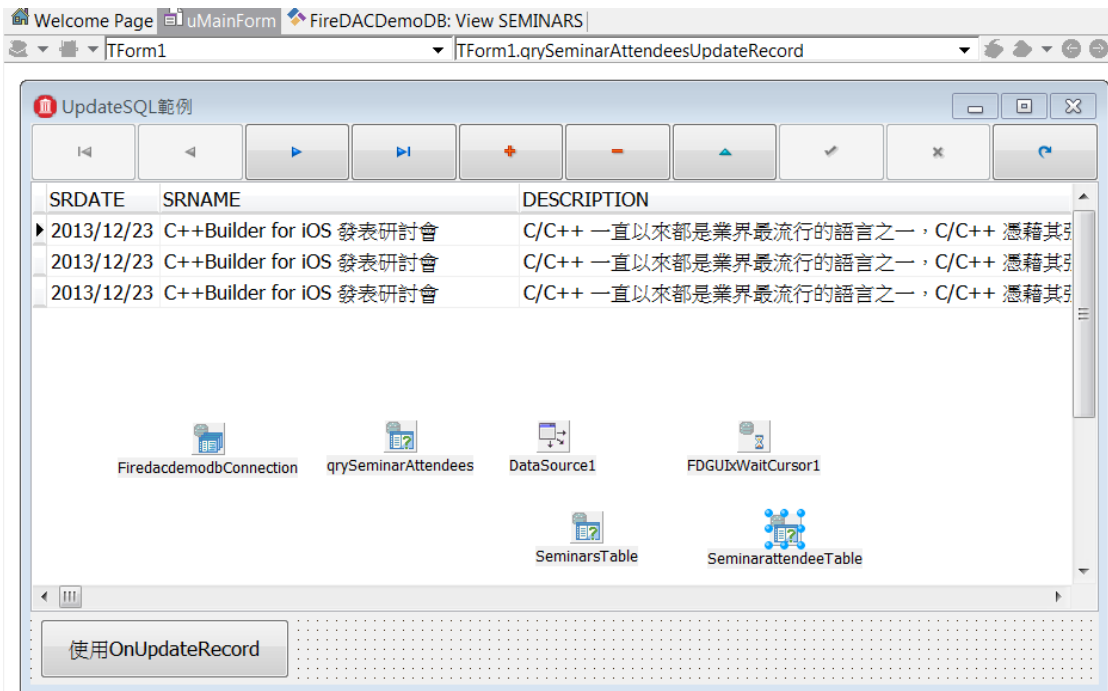 Welcome Page uMainForm FireDACDemoDB: View SEMINARS
TForm1 TForm1.qrySeminarAttendeesUpdateRecord
UpdateSQL範例
SRDATE SRNAME DESCRIPTION
2013/12/23 C++Builder for iOS 發表研討會 C/C++ 一直以來都是業界最流行的語言之一，C/C++ 憑藉其
2013/12/23 C++Builder for iOS 發表研討會 C/C++ 一直以來都是業界最流行的語言之一，C/C++ 憑藉其
2013/12/23 C++Builder for iOS 發表研討會 C/C++ 一直以來都是業界最流行的語言之一，C/C++ 憑藉其
FiredacdemodbConnection qrySeminarAttendees DataSource1 FDGUIxWaitCursor1
SeminarsTable SeminarattendeeTable
使用OnUpdateRecord